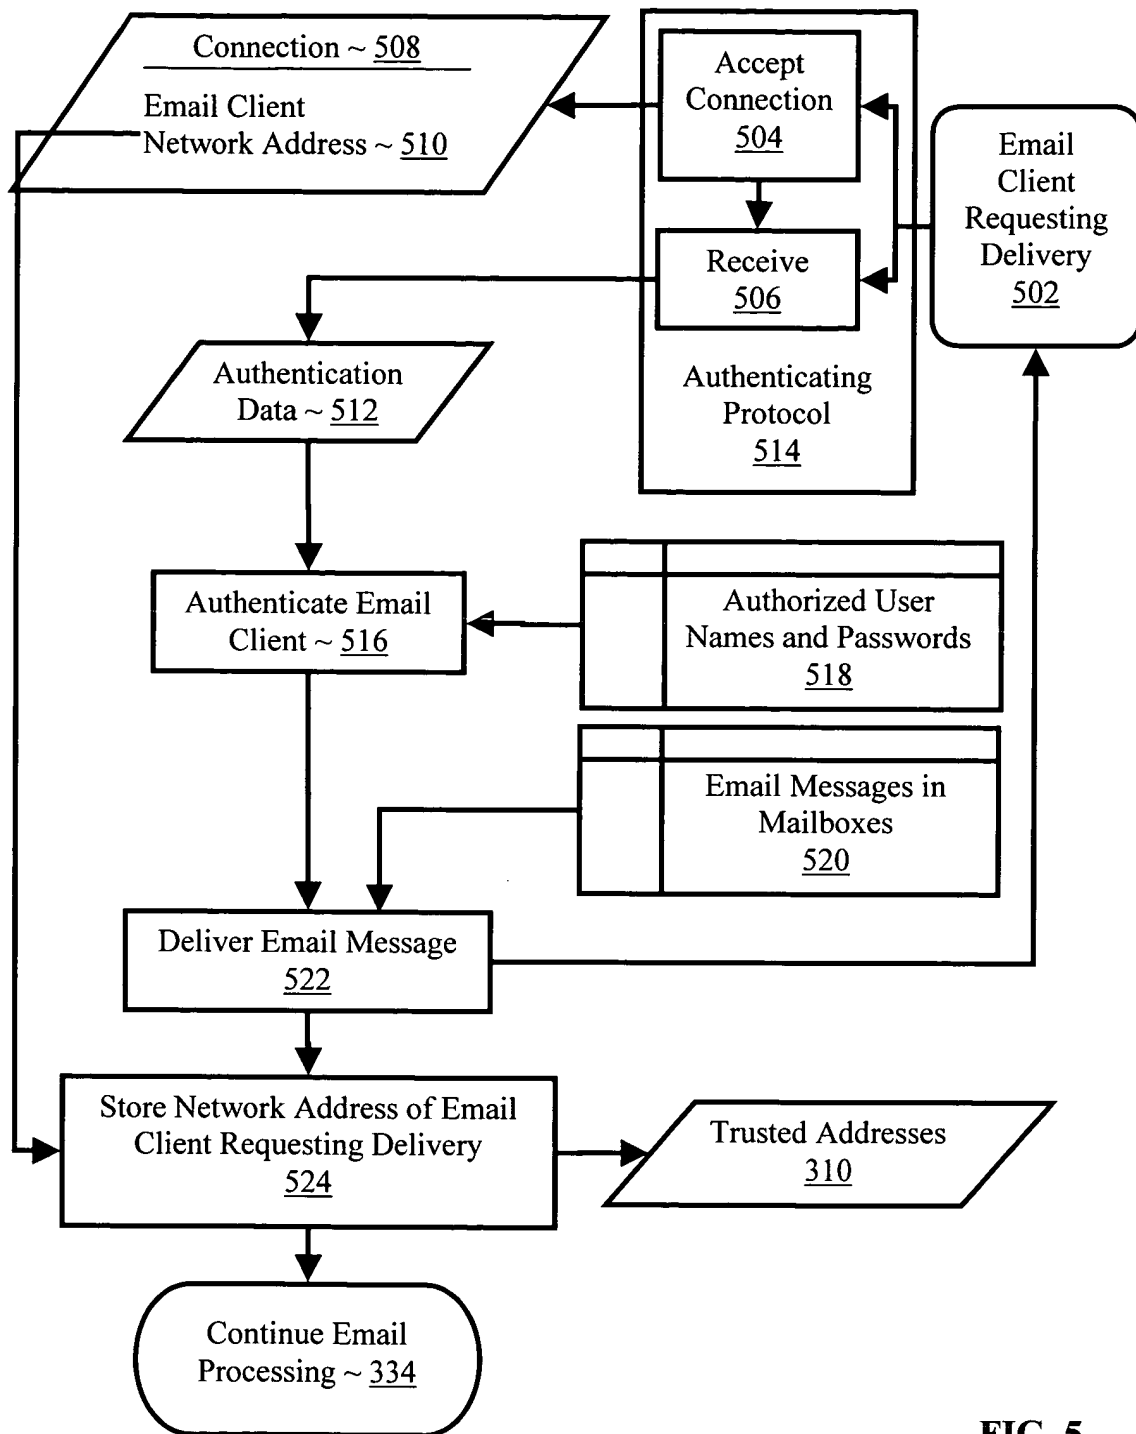 Connection ~ 508
Email Client
Network Address ~ 510
Accept
Connection
504
Receive
506
Authenticating
Protocol
514
Email
Client
Requesting
Delivery
502
Authentication
Data ~ 512
Authenticate Email
Client ~ 516
Authorized User
Names and Passwords
518
Email Messages in
Mailboxes
520
Deliver Email Message
522
Store Network Address of Email
Client Requesting Delivery
524
Trusted Addresses
310
Continue Email
Processing ~ 334
FIG. 5